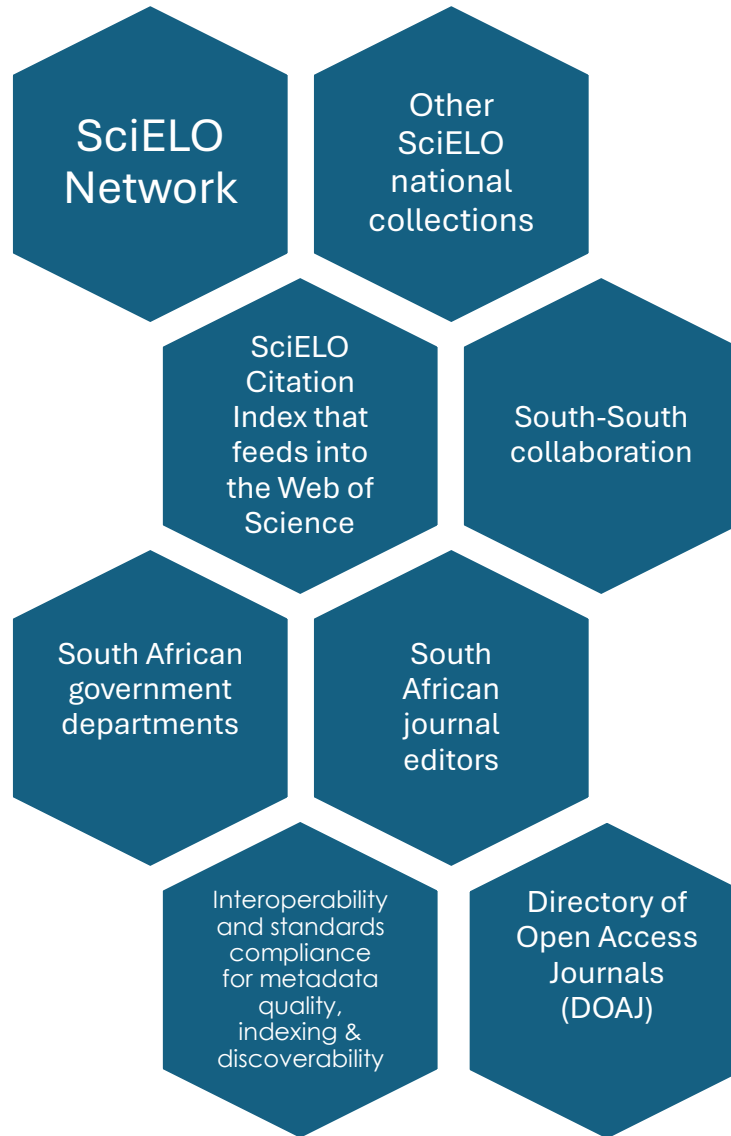 SciELO
Network
Other
SciELO
national
collections
SciELO
Citation
Index that
feeds into
the Web of
Science
South-South
collaboration
South African
government
departments
South
African
journal
editors
Interoperability
and standards
compliance
for metadata
quality,
indexing &
discoverability
Directory of
Open Access
Journals
(DOAJ)